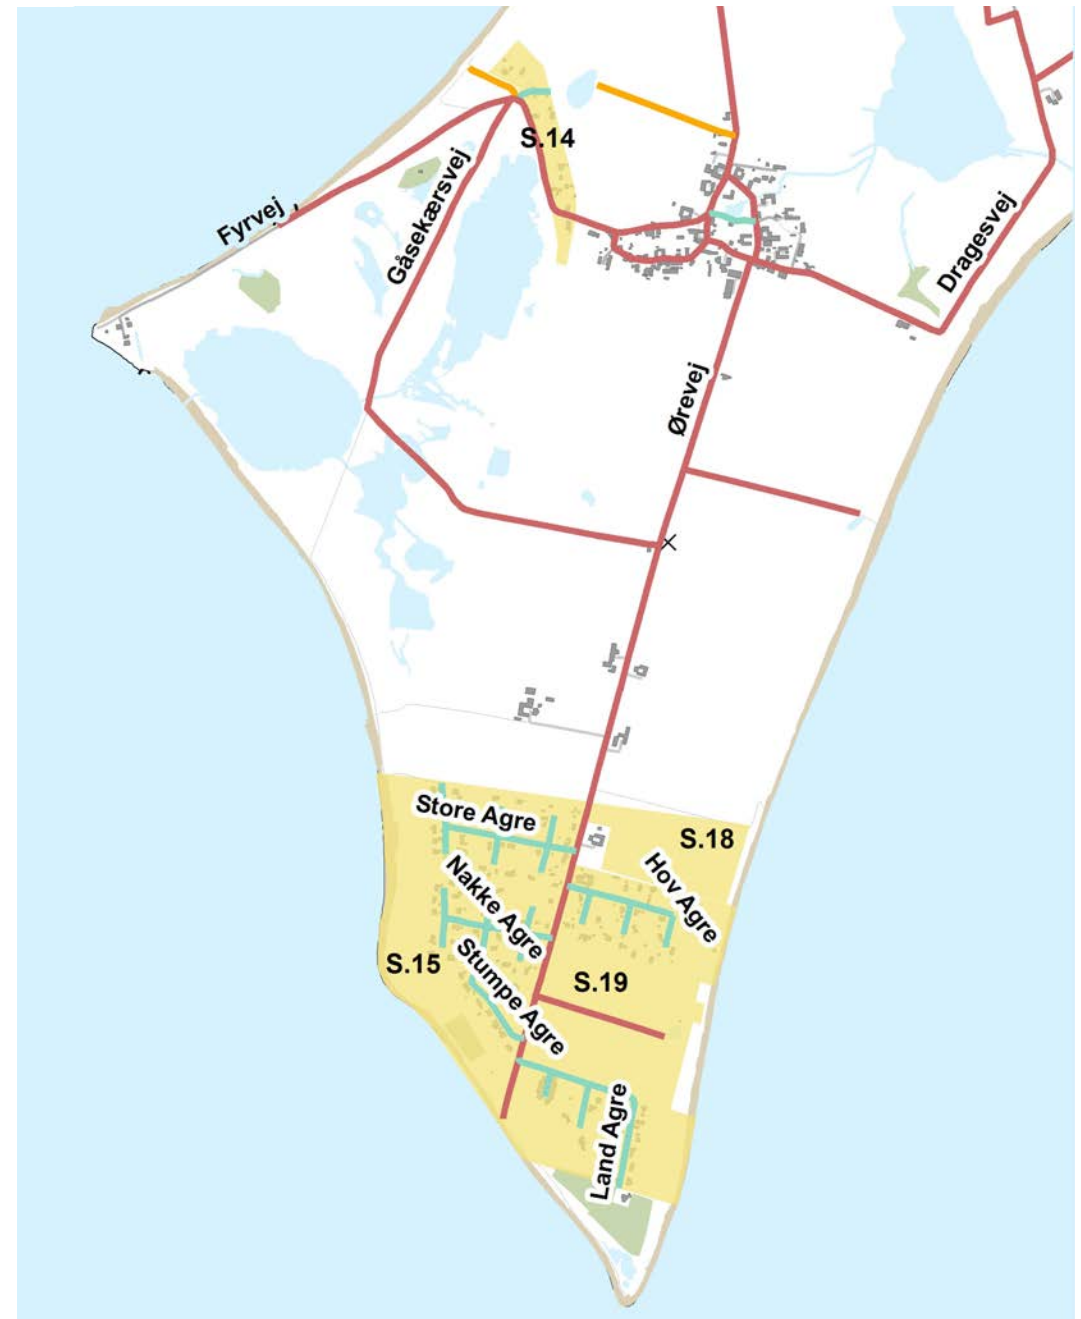 S.14
Fyrvej
Gåsekærsvej
Dragesvej
Ørevej
Store Agre
S.18
Hov Agre
Nakke Agre
S.15
Stumpe Agre
S.19
Land Agre